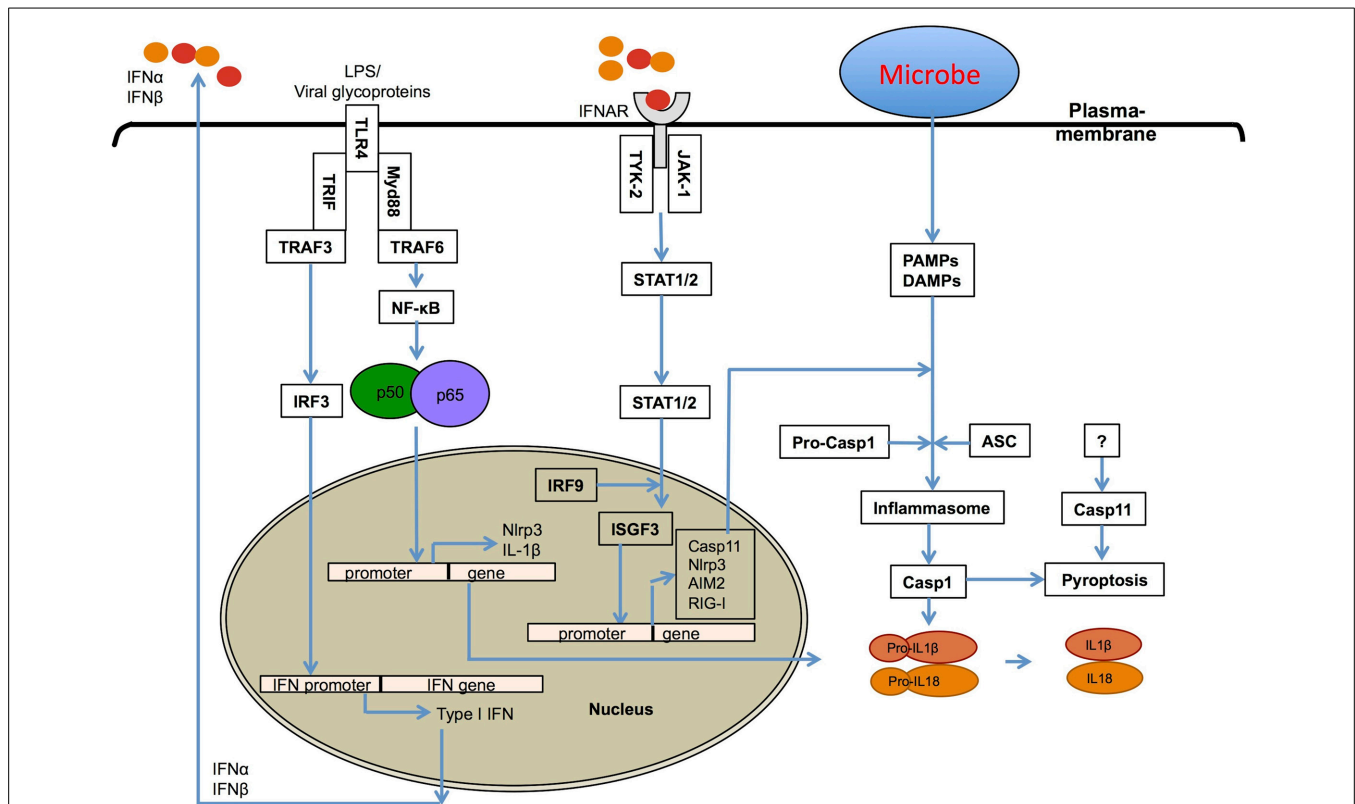 IFNα
IFNβ
LPS/
Viral glycoproteins
TLR4
TRIF
Myd88
TRAF3
TRAF6
NF-κB
p50
p65
IRF3
IFNAR
TYK-2
JAK-1
STAT1/2
STAT1/2
Microbe
Plasma-
membrane
PAMPs
DAMPs
Pro-Casp1
ASC
?
Inflammasome
Casp11
Casp1
Pyroptosis
Pro-IL1β
Pro-IL18
IL1β
IL18
IRF9
ISGF3
Nlrp3
IL-1β
promoter
gene
Casp11
Nlrp3
AIM2
RIG-I
promoter
gene
IFN promoter
IFN gene
Type I IFN
Nucleus
IFNα
IFNβ